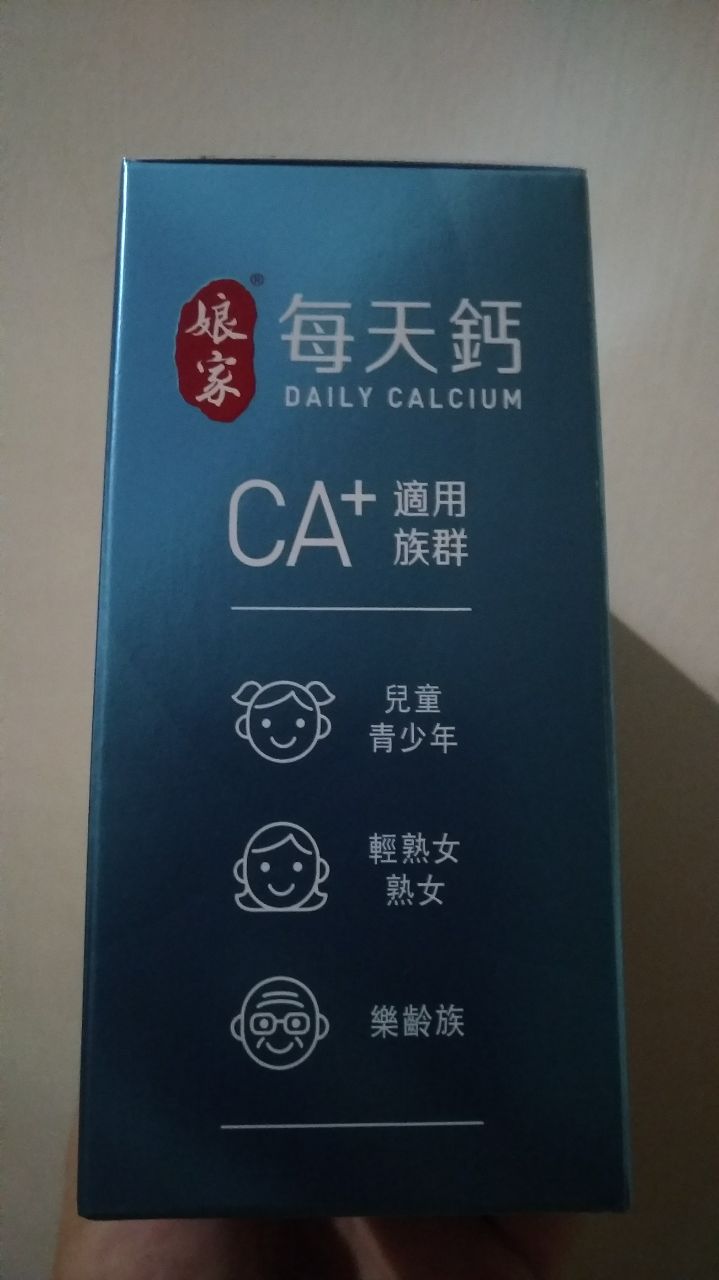 娘家®
每天鈣
DAILY CALCIUM
CA+
適用
族群
兒童
青少年
輕熟女
熟女
樂齡族